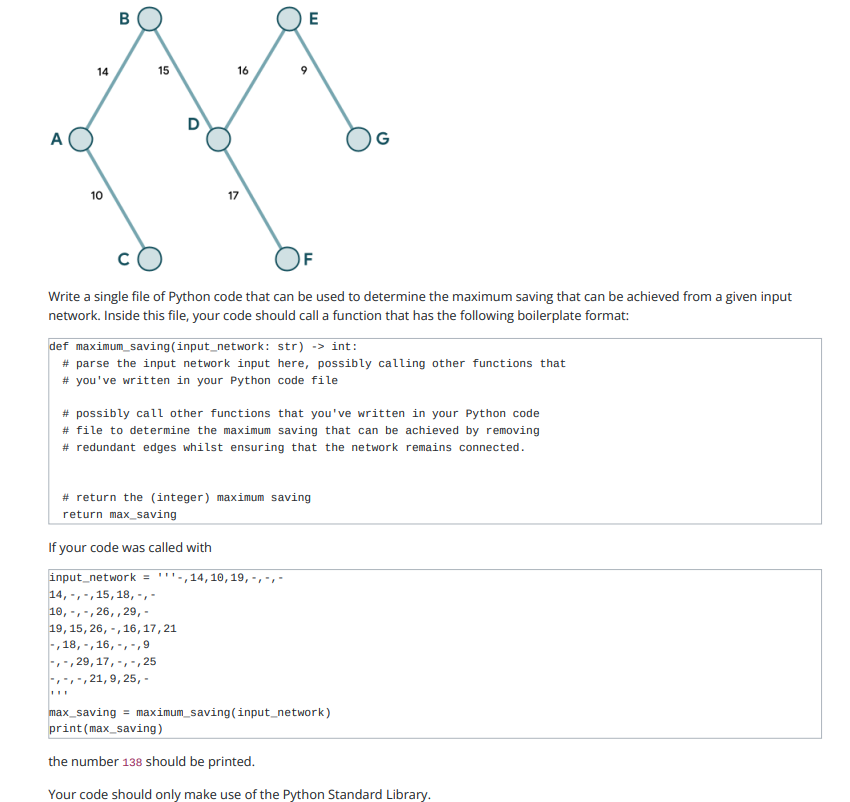 B E
14 15 16 9
A D G
10 17
C F
Write a single file of Python code that can be used to determine the maximum saving that can be achieved from a given input
network. Inside this file, your code should call a function that has the following boilerplate format:
def maximum_saving(input_network: str) -> int:
# parse the input network input here, possibly calling other functions that
# you've written in your Python code file
# possibly call other functions that you've written in your Python code
# file to determine the maximum saving that can be achieved by removing
# redundant edges whilst ensuring that the network remains connected.
# return the (integer) maximum saving
return max_saving
If your code was called with
input_network = '''-,14,10,19,-,-,-
14,-,-,15,18,-,-
10,-,-,26,,29,-
19,15,26,-,16,17,21
-,18,-,16,-,-,9
-,-,29,17,-,-,25
-,-,-,21,9,25,-
'''
max_saving = maximum_saving(input_network)
print(max_saving)
the number 138 should be printed.
Your code should only make use of the Python Standard Library.